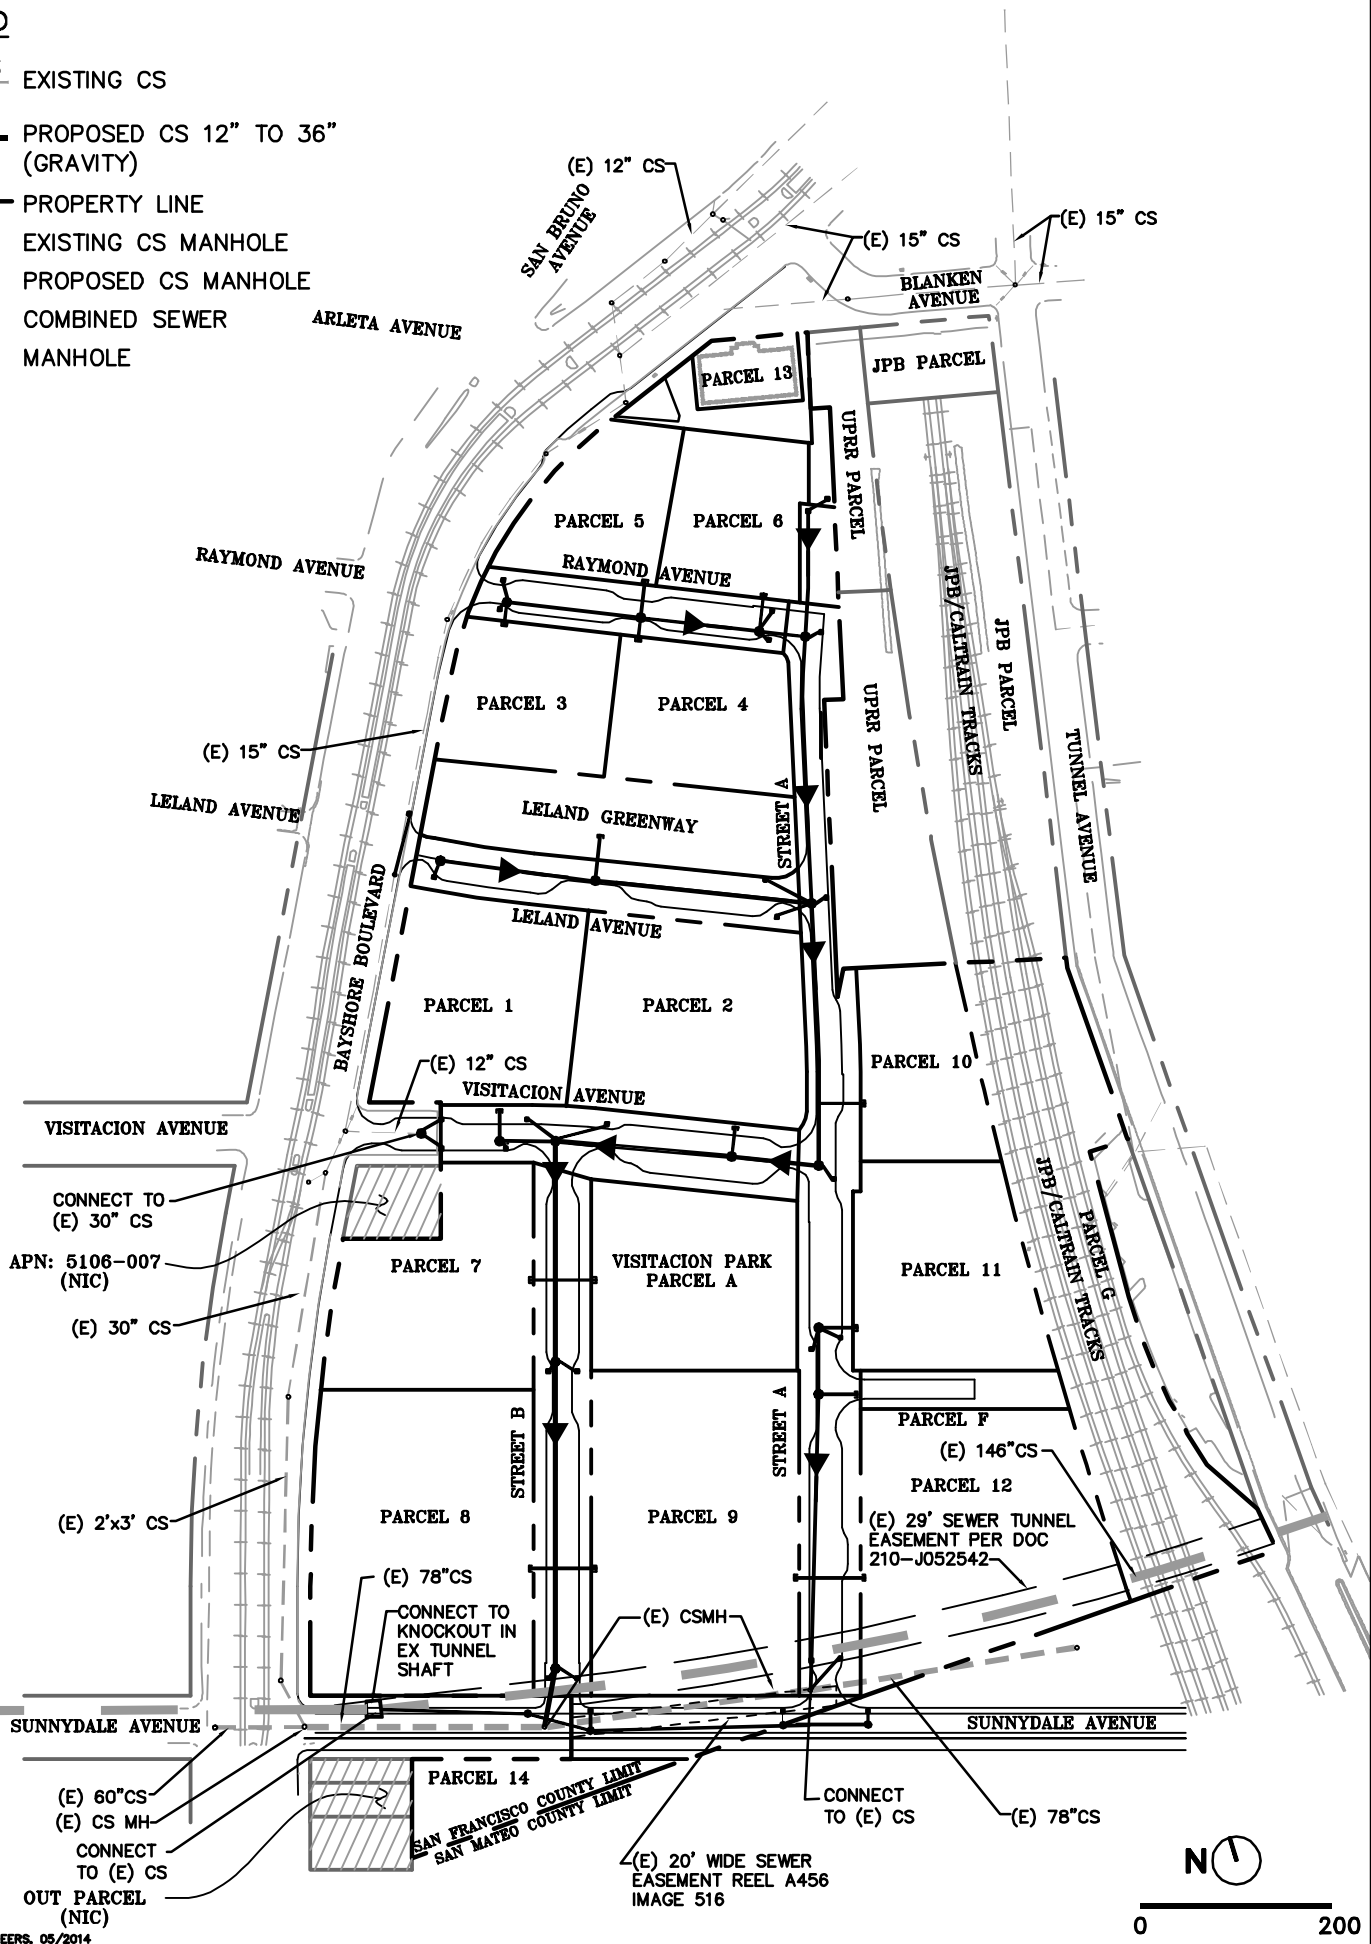 EXISTING CS
PROPOSED CS 12" TO 36"
(GRAVITY)
PROPERTY LINE
EXISTING CS MANHOLE
PROPOSED CS MANHOLE
COMBINED SEWER
MANHOLE
(E) 12" CS
SAN BRUNO
AVENUE
(E) 15" CS
(E) 15" CS
BLANKEN
AVENUE
ARLETA AVENUE
JPB PARCEL
PARCEL 13
UPRR PARCEL
PARCEL 5
PARCEL 6
RAYMOND AVENUE
RAYMOND AVENUE
JPB/CALTRAIN TRACKS
JPB PARCEL
PARCEL 3
PARCEL 4
UPRR PARCEL
(E) 15" CS
TUNNEL AVENUE
LELAND AVENUE
LELAND GREENWAY
STREET A
BAYSHORE BOULEVARD
LELAND AVENUE
PARCEL 1
PARCEL 2
PARCEL 10
(E) 12" CS
VISITACION AVENUE
VISITACION AVENUE
CONNECT TO
(E) 30" CS
APN: 5106-007
(NIC)
PARCEL 7
VISITACION PARK
PARCEL A
PARCEL 11
JPB/CALTRAIN TRACKS
PARCEL G
(E) 30" CS
STREET B
STREET A
PARCEL F
(E) 146"CS
PARCEL 12
(E) 2'x3' CS
PARCEL 8
PARCEL 9
(E) 29' SEWER TUNNEL
EASEMENT PER DOC
210-J052542
(E) 78"CS
CONNECT TO
KNOCKOUT IN
EX TUNNEL
SHAFT
(E) CSMH
SUNNYDALE AVENUE
SUNNYDALE AVENUE
PARCEL 14
SAN FRANCISCO COUNTY LIMIT
SAN MATEO COUNTY LIMIT
(E) 60"CS
(E) CS MH
CONNECT
TO (E) CS
OUT PARCEL
(NIC)
CONNECT
TO (E) CS
(E) 78"CS
(E) 20' WIDE SEWER
EASEMENT REEL A456
IMAGE 516
N
0 200
EERS, 05/2014